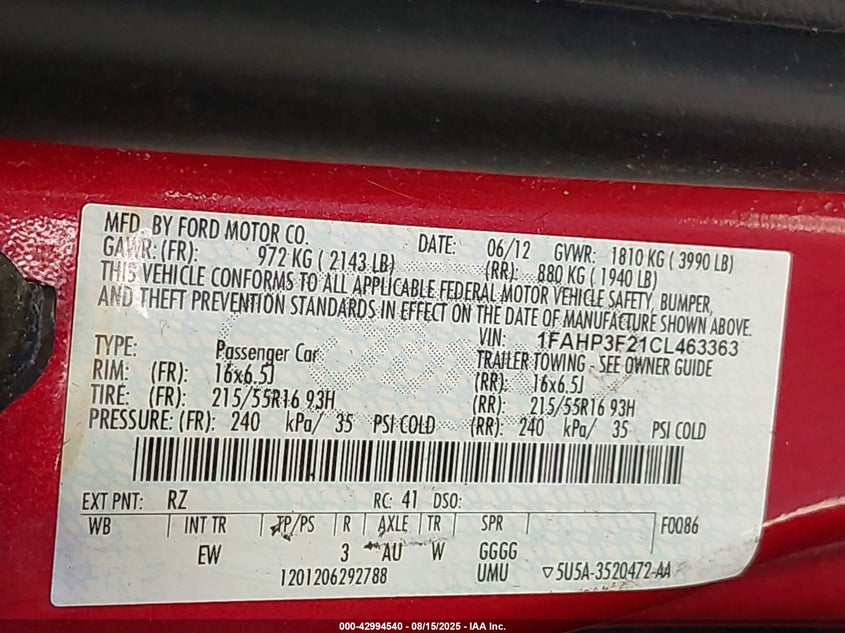 MFD. BY FORD MOTOR CO. DATE: 06/12 GVWR: 1810 KG ( 3990 LB)
GAWR: (FR): 972 KG ( 2143 LB) (RR): 880 KG ( 1940 LB)
THIS VEHICLE CONFORMS TO ALL APPLICABLE FEDERAL MOTOR VEHICLE SAFETY, BUMPER,
AND THEFT PREVENTION STANDARDS IN EFFECT ON THE DATE OF MANUFACTURE SHOWN ABOVE.
VIN: 1FAHP3F21CL463363
TYPE: Passenger Car TRAILER TOWING - SEE OWNER GUIDE
RIM: (FR): 16x6.5J (RR): 16x6.5J
TIRE: (FR): 215/55R16 93H (RR): 215/55R16 93H
PRESSURE: (FR): 240 kPa/ 35 PSI COLD (RR): 240 kPa/ 35 PSI COLD
EXT PNT: RZ RC: 41 DSO:
WB INT TR TP/PS R AXLE TR SPR F0086
EW 3 AU W GGGG
1201206292788 UMU ▽5U5A-3520472-AA
000-42994540 - 08/15/2025 - IAA Inc.